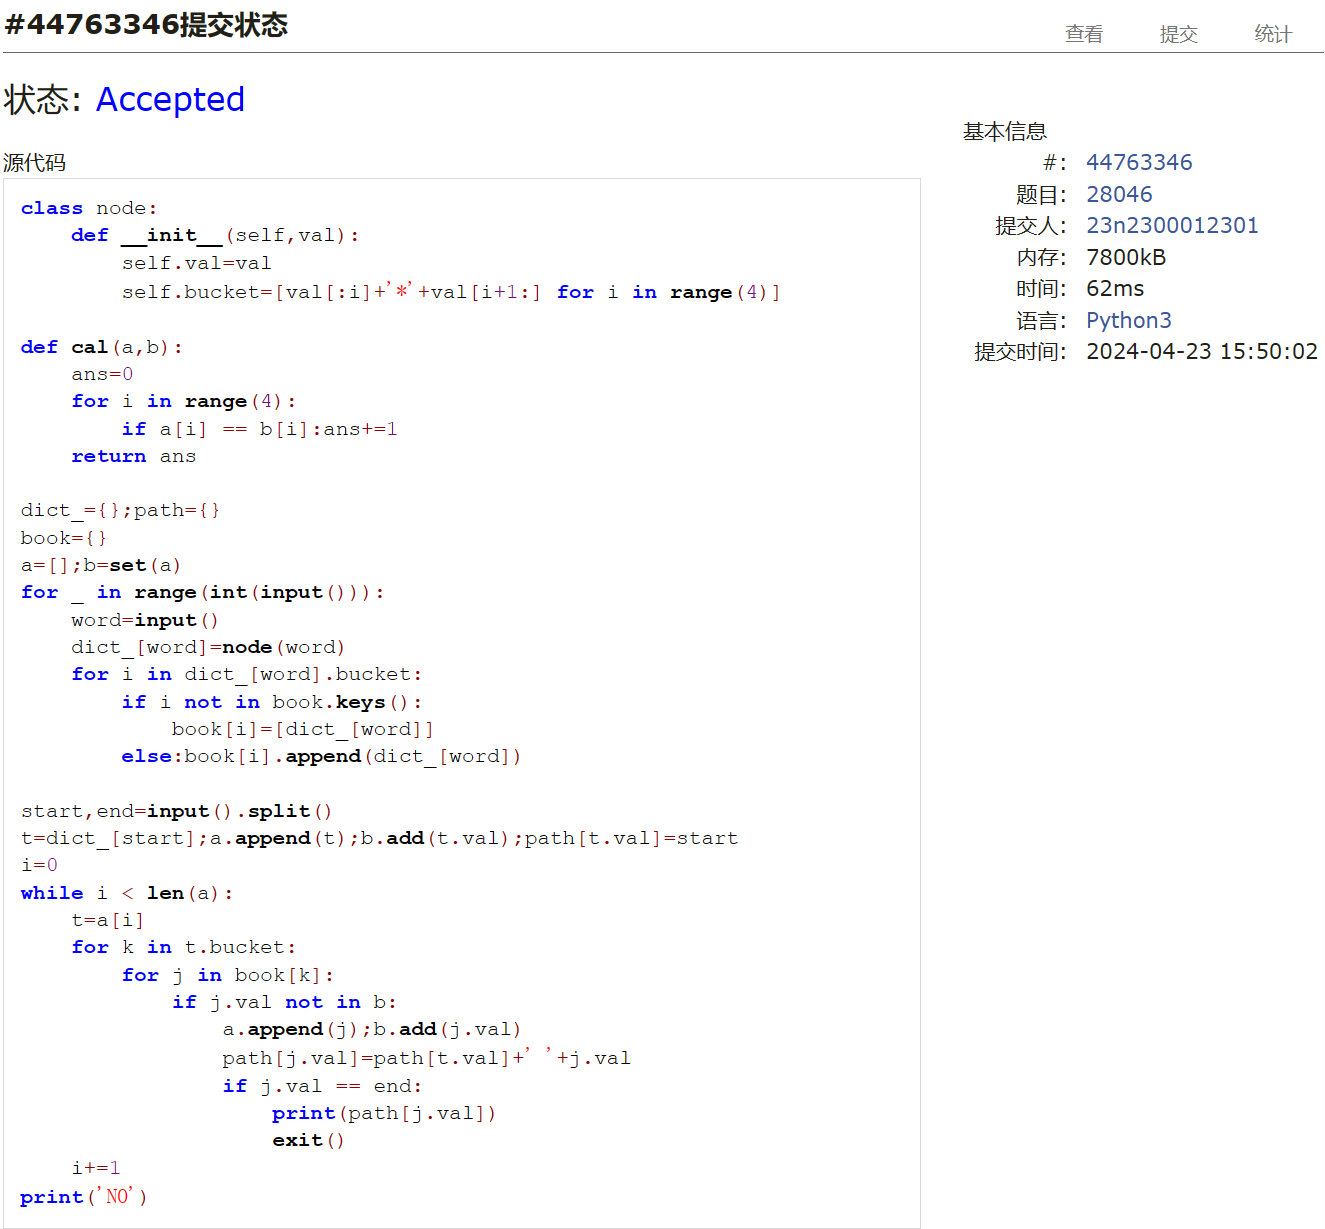 #44763346提交状态
查看 提交 统计
状态: Accepted
源代码
class node:
    def __init__(self,val):
        self.val=val
        self.bucket=[val[:i]+'*'+val[i+1:] for i in range(4)]

def cal(a,b):
    ans=0
    for i in range(4):
        if a[i] == b[i]:ans+=1
    return ans

dict_={};path={}
book={}
a=[];b=set(a)
for _ in range(int(input())):
    word=input()
    dict_[word]=node(word)
    for i in dict_[word].bucket:
        if i not in book.keys():
            book[i]=[dict_[word]]
        else:book[i].append(dict_[word])

start,end=input().split()
t=dict_[start];a.append(t);b.add(t.val);path[t.val]=start
i=0
while i < len(a):
    t=a[i]
    for k in t.bucket:
        for j in book[k]:
            if j.val not in b:
                a.append(j);b.add(j.val)
                path[j.val]=path[t.val]+' '+j.val
                if j.val == end:
                    print(path[j.val])
                    exit()
    i+=1
print('NO')
基本信息
#: 44763346
题目: 28046
提交人: 23n2300012301
内存: 7800kB
时间: 62ms
语言: Python3
提交时间: 2024-04-23 15:50:02